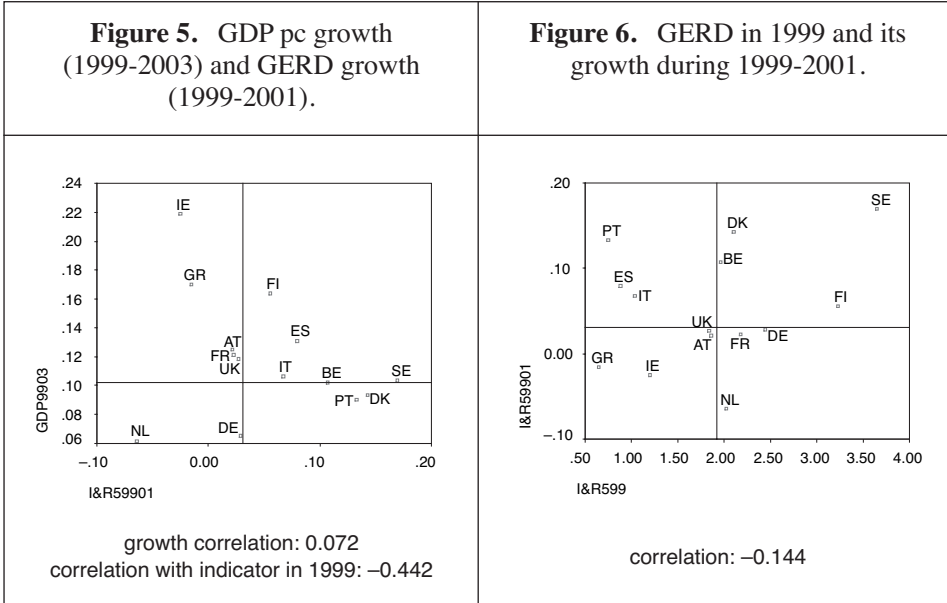 Figure 5. GDP pc growth
(1999-2003) and GERD growth
(1999-2001).
Figure 6. GERD in 1999 and its
growth during 1999-2001.
.24
.22
.20
.18
.16
.14
.12
.10
.08
.06
GDP9903
IE
GR
FI
AT
FR
UK
ES
IT
BE
SE
PT
DK
NL
DE
–.10
0.00
.10
.20
I&R59901
growth correlation: 0.072
correlation with indicator in 1999: –0.442
.20
.10
0.00
–.10
I&R59901
SE
DK
PT
BE
ES
IT
FI
UK
AT
FR
DE
GR
IE
NL
.50
1.00
1.50
2.00
2.50
3.00
3.50
4.00
I&R599
correlation: –0.144